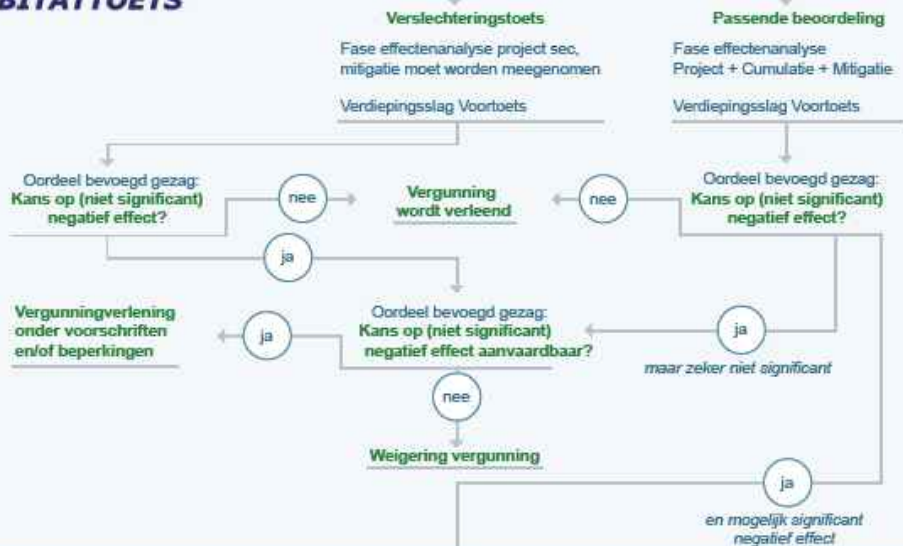 Verslechteringstoets
Fase effectenanalyse project sec,
mitigatie moet worden meegenomen
Verdiepingsslag Voortoets
Passende beoordeling
Fase effectenanalyse
Project + Cumulatie + Mitigatie
Verdiepingsslag Voortoets
Oordeel bevoegd gezag:
Kans op (niet significant)
negatief effect?
nee
Vergunning
wordt verleend
nee
Oordeel bevoegd gezag:
Kans op (niet significant)
negatief effect?
ja
Vergunningverlening
onder voorschriften
en/of beperkingen
ja
Oordeel bevoegd gezag:
Kans op (niet significant)
negatief effect aanvaardbaar?
ja
maar zeker niet significant
nee
Weigering vergunning
ja
en mogelijk significant
negatief effect